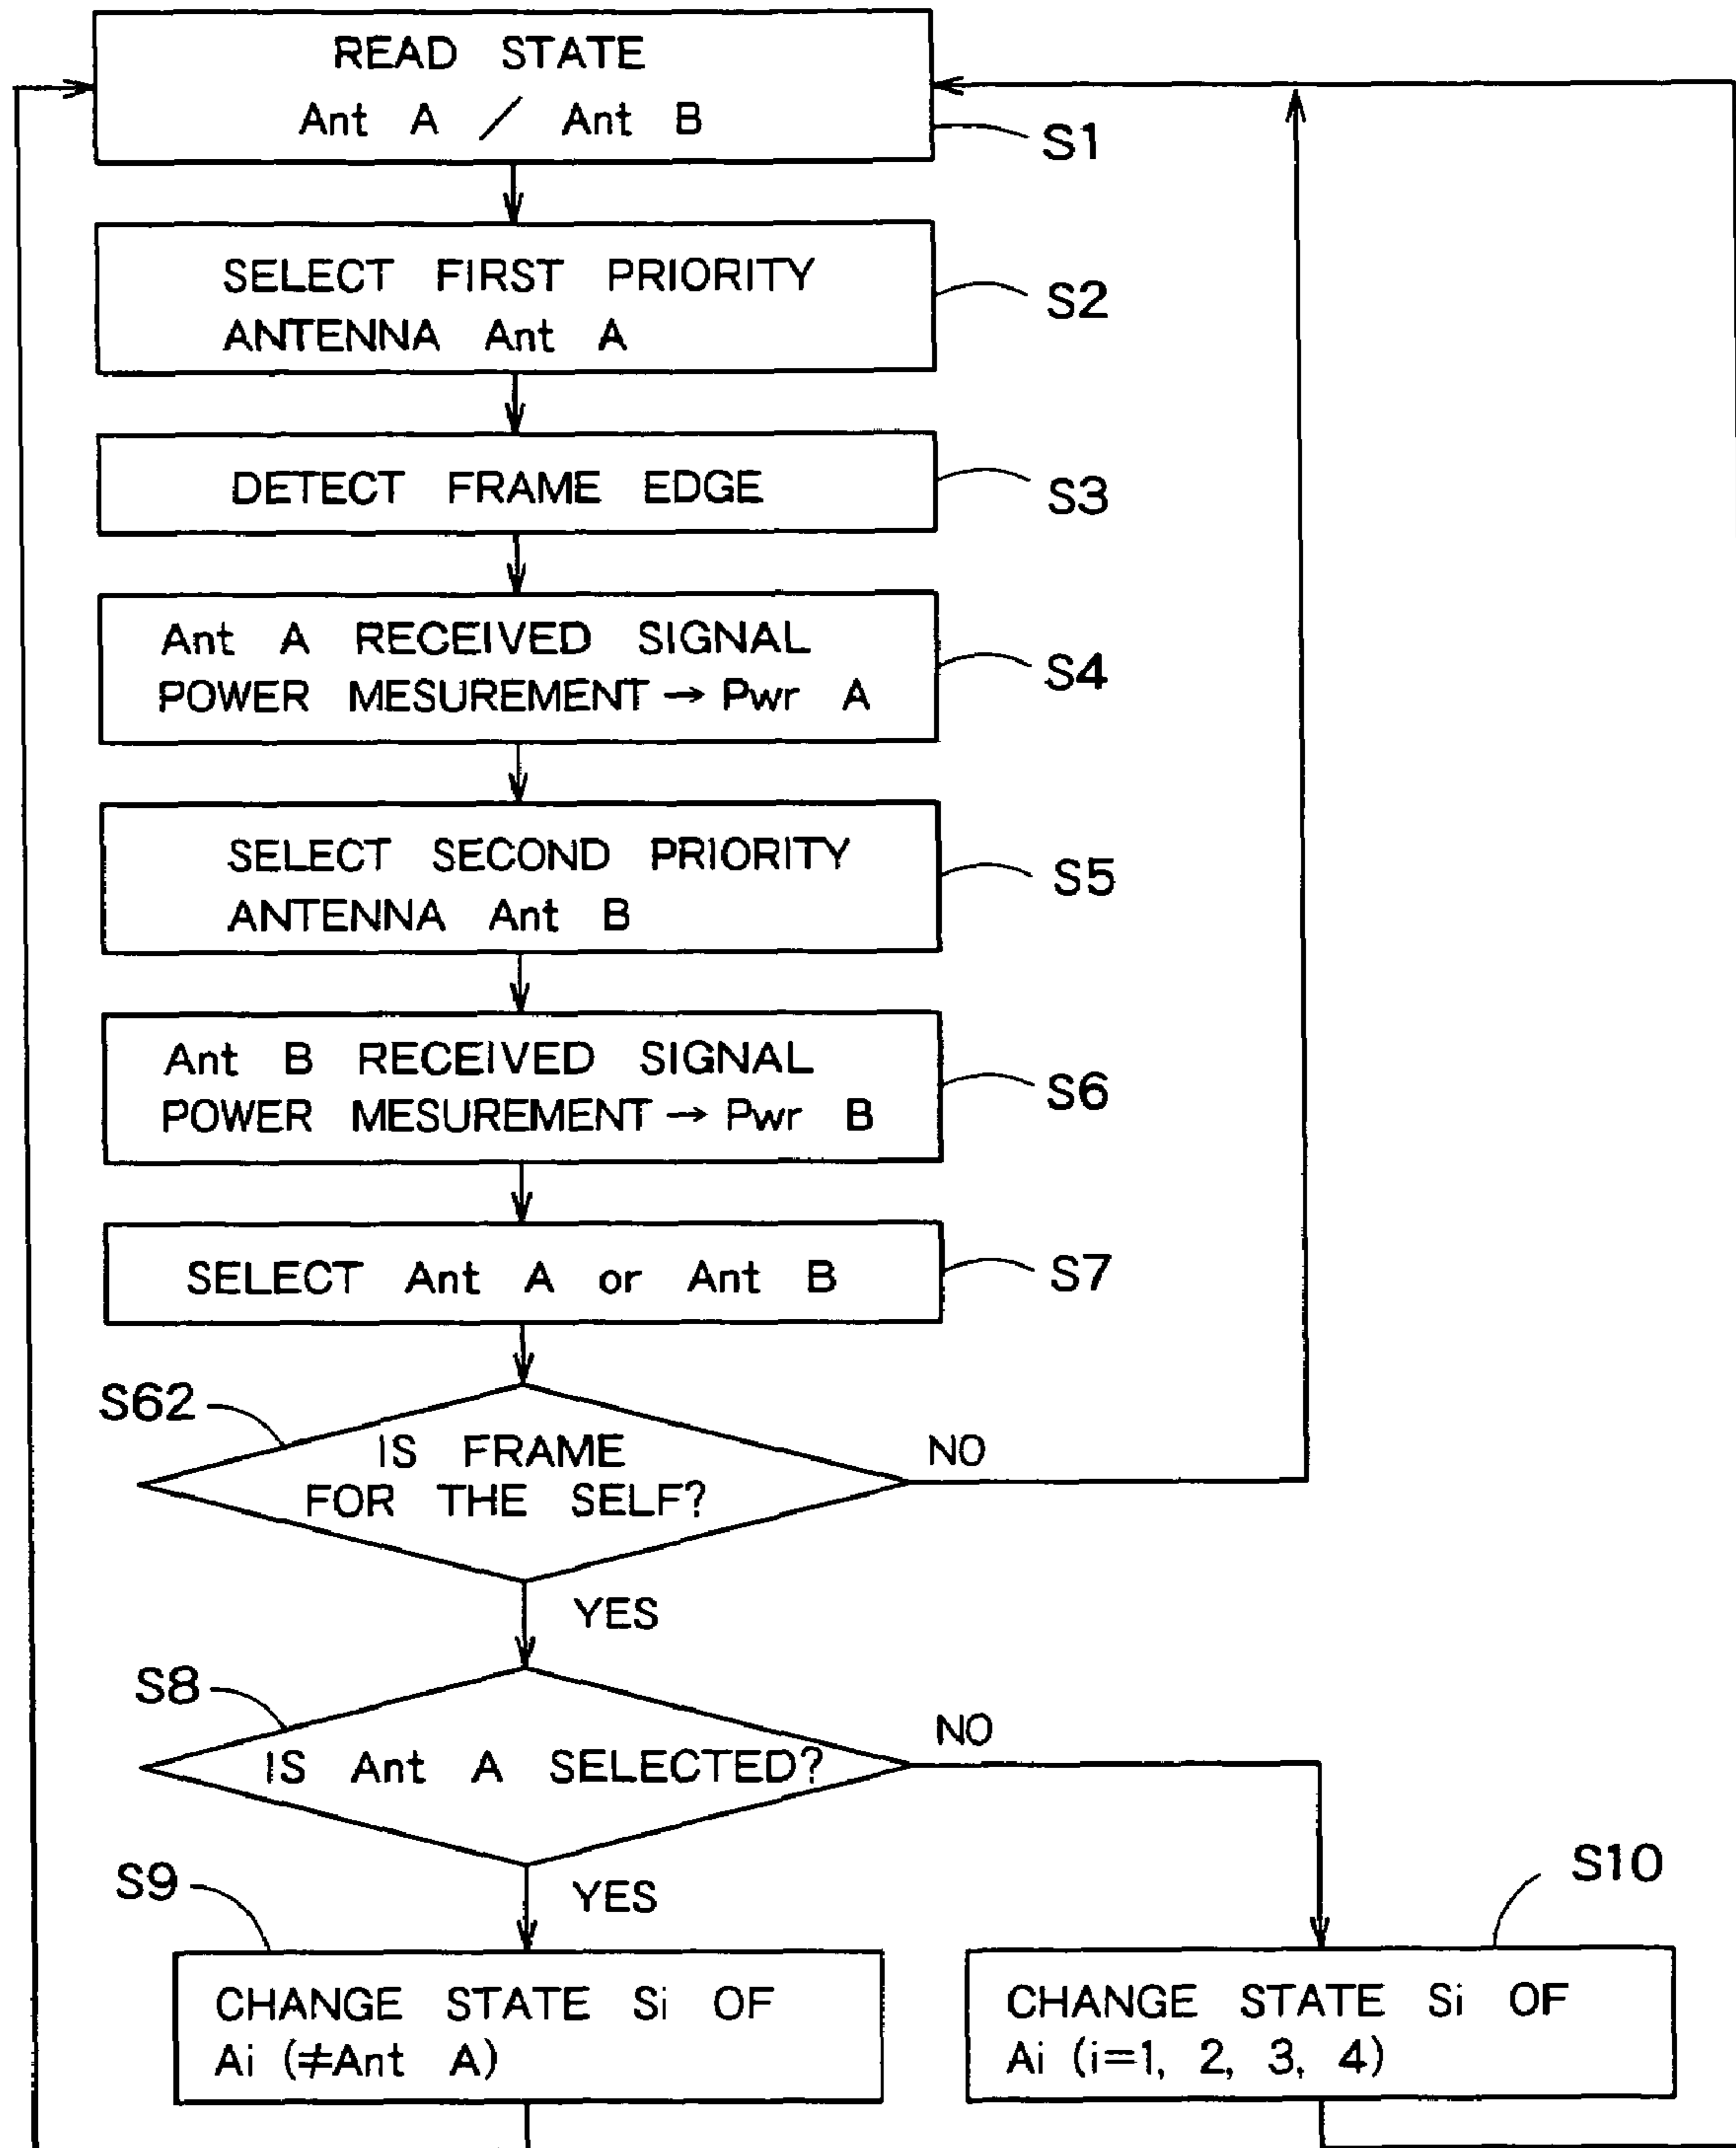 READ STATE
Ant A / Ant B
S1
SELECT FIRST PRIORITY
ANTENNA Ant A
S2
DETECT FRAME EDGE
S3
Ant A RECEIVED SIGNAL
POWER MESUREMENT → Pwr A
S4
SELECT SECOND PRIORITY
ANTENNA Ant B
S5
Ant B RECEIVED SIGNAL
POWER MESUREMENT → Pwr B
S6
SELECT Ant A or Ant B
S7
S62
IS FRAME
FOR THE SELF?
NO
YES
S8
IS Ant A SELECTED?
NO
YES
S9
CHANGE STATE Si OF
Ai (≠Ant A)
S10
CHANGE STATE Si OF
Ai (i=1, 2, 3, 4)